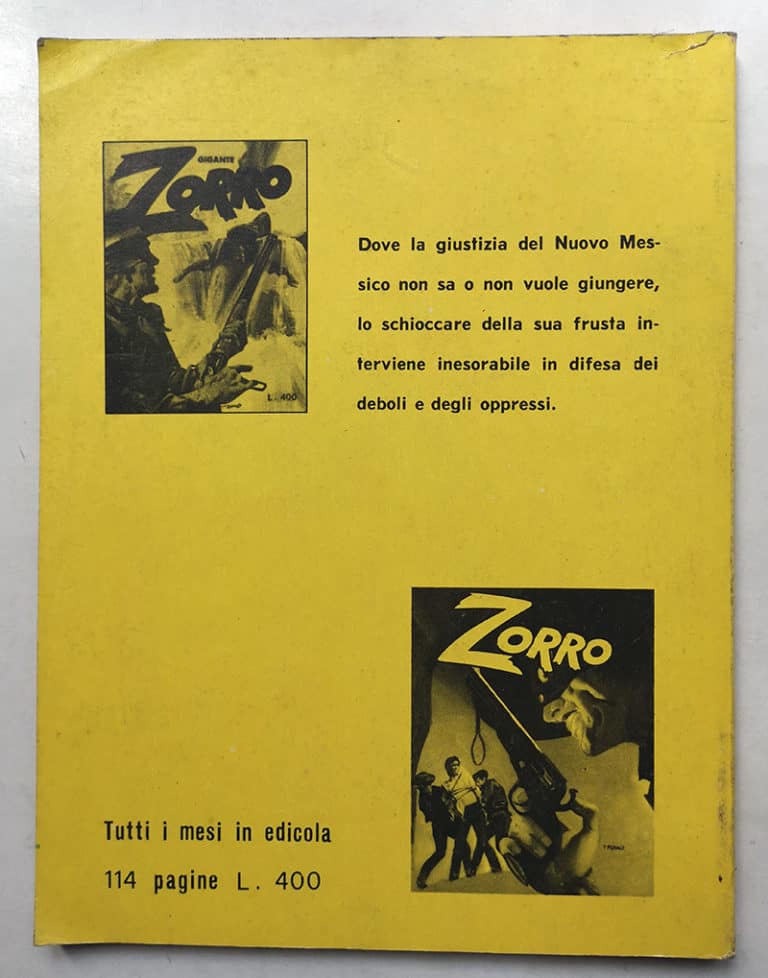 GIGANTE
ZORRO
L. 400
Dove la giustizia del Nuovo Mes-
sico non sa o non vuole giungere,
lo schioccare della sua frusta in-
terviene inesorabile in difesa dei
deboli e degli oppressi.
ZORRO
Tutti i mesi in edicola
114 pagine L. 400